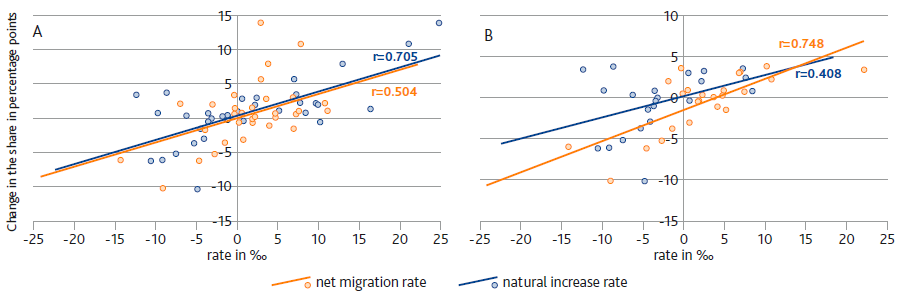 Change in the share in percentage points
A
15
10
5
-5
-10
-15
r=0.705
r=0.504
-25 -20 -15 -10 -5 0 5 10 15 20 25
rate in ‰
B
10
5
0
-5
-10
-15
r=0.748
r=0.408
-25 -20 -15 -10 -5 0 5 10 15 20 25
rate in ‰
net migration rate natural increase rate